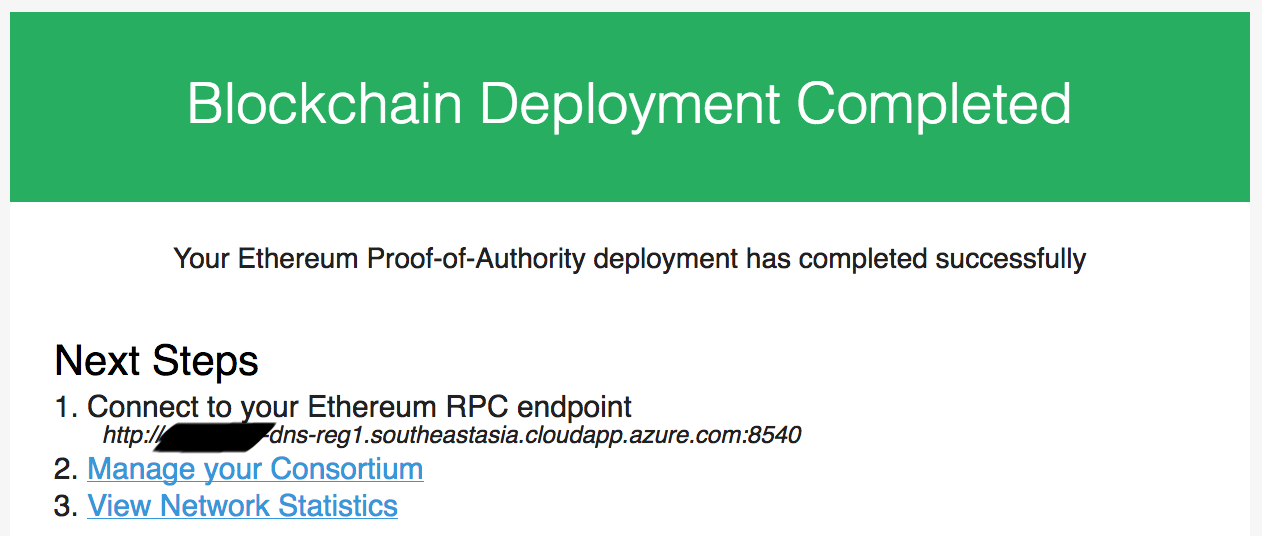 Blockchain Deployment Completed
Your Ethereum Proof-of-Authority deployment has completed successfully
Next Steps
1. Connect to your Ethereum RPC endpoint
http://-dns-reg1.southeastasia.cloudapp.azure.com:8540
2. Manage your Consortium
3. View Network Statistics